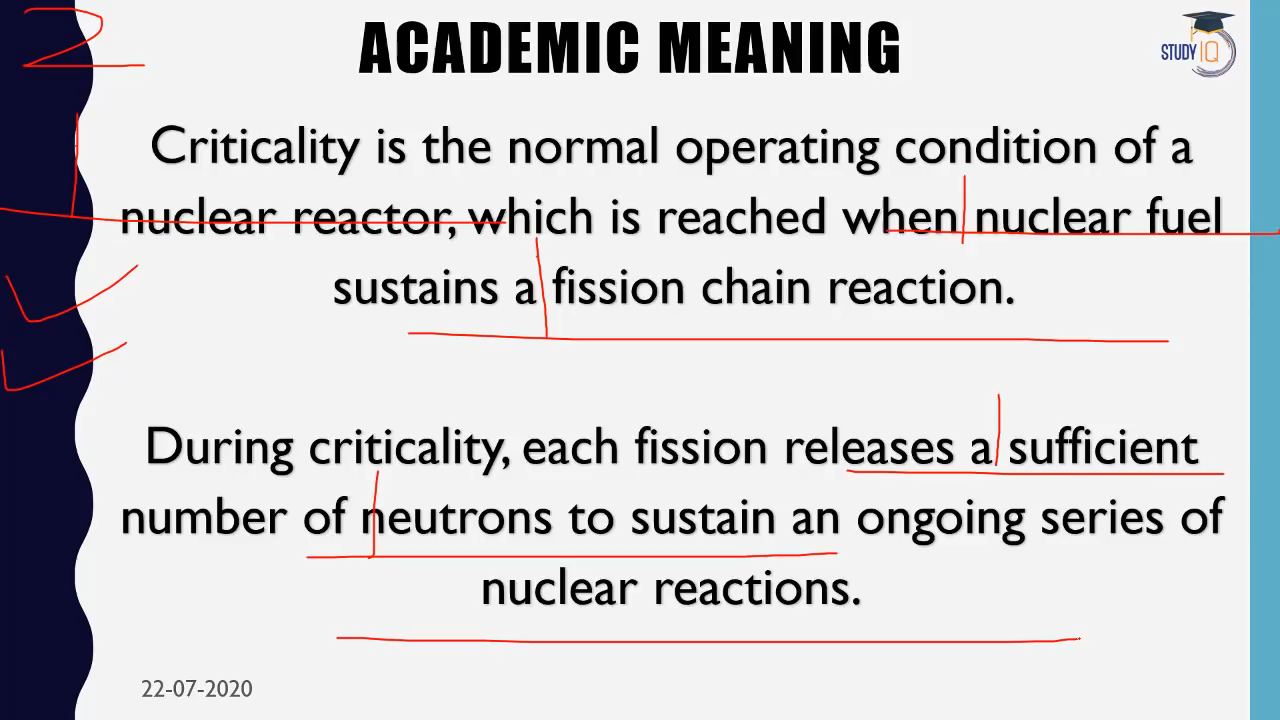 2
ACADEMIC MEANING
STUDY IQ
Criticality is the normal operating condition of a
nuclear reactor, which is reached when nuclear fuel
sustains a fission chain reaction.
During criticality, each fission releases a sufficient
number of neutrons to sustain an ongoing series of
nuclear reactions.
22-07-2020